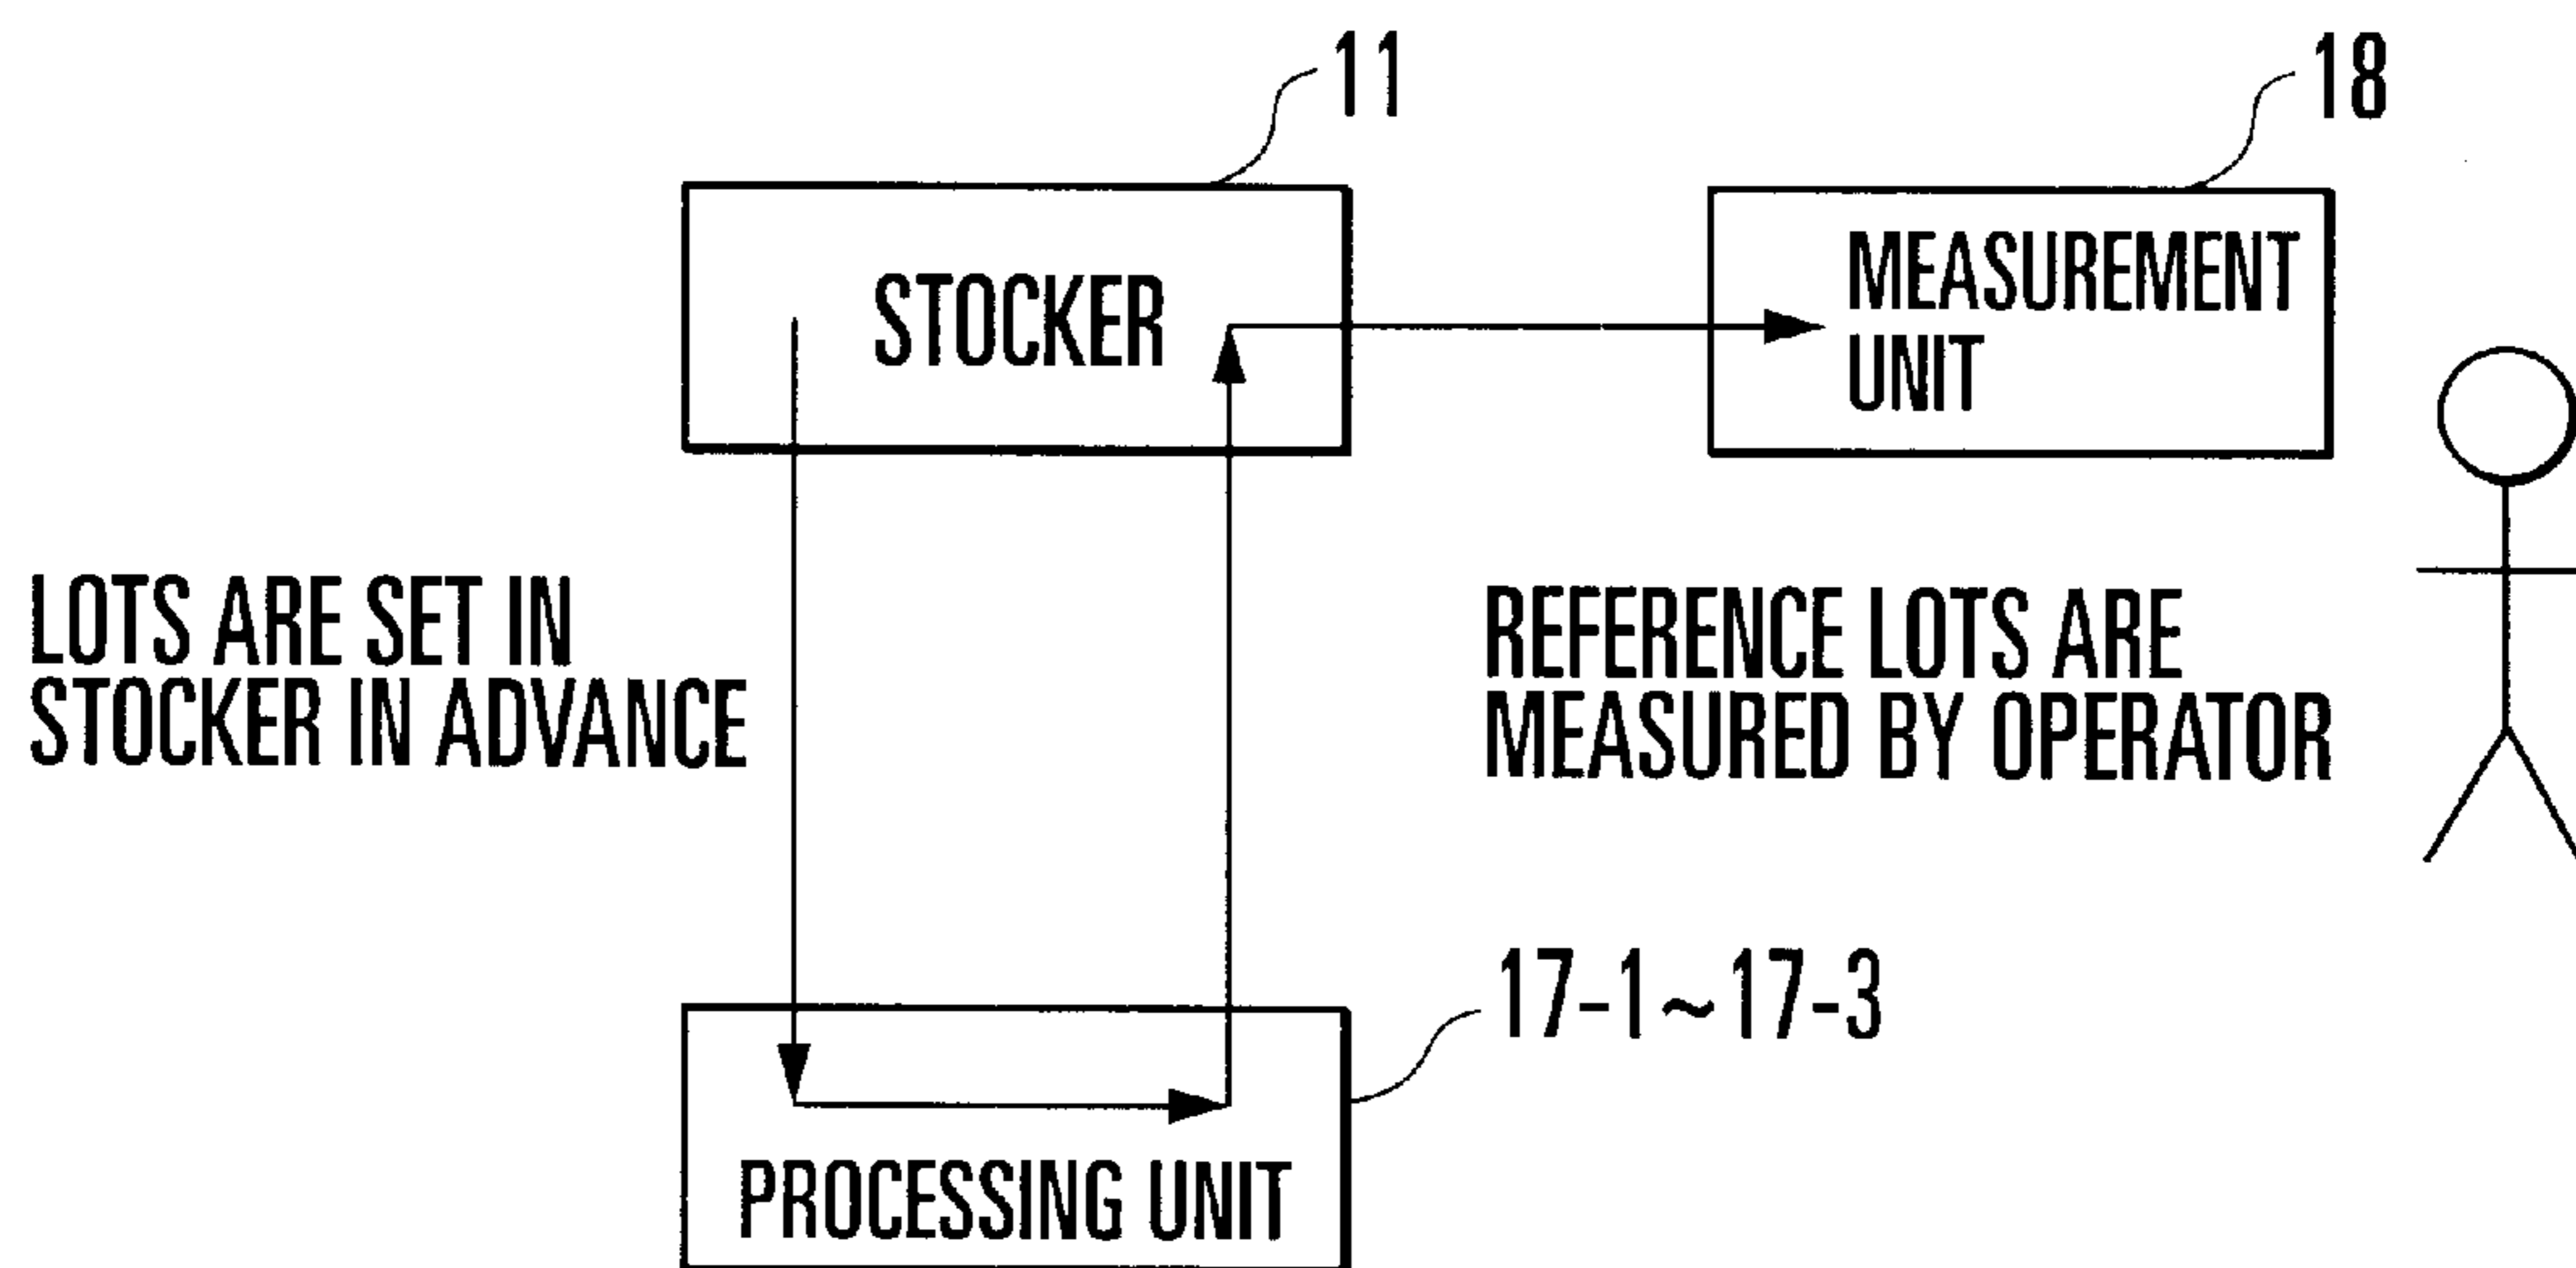 11
18
STOCKER
MEASUREMENT
UNIT
LOTS ARE SET IN
STOCKER IN ADVANCE
REFERENCE LOTS ARE
MEASURED BY OPERATOR
17-1~17-3
PROCESSING UNIT